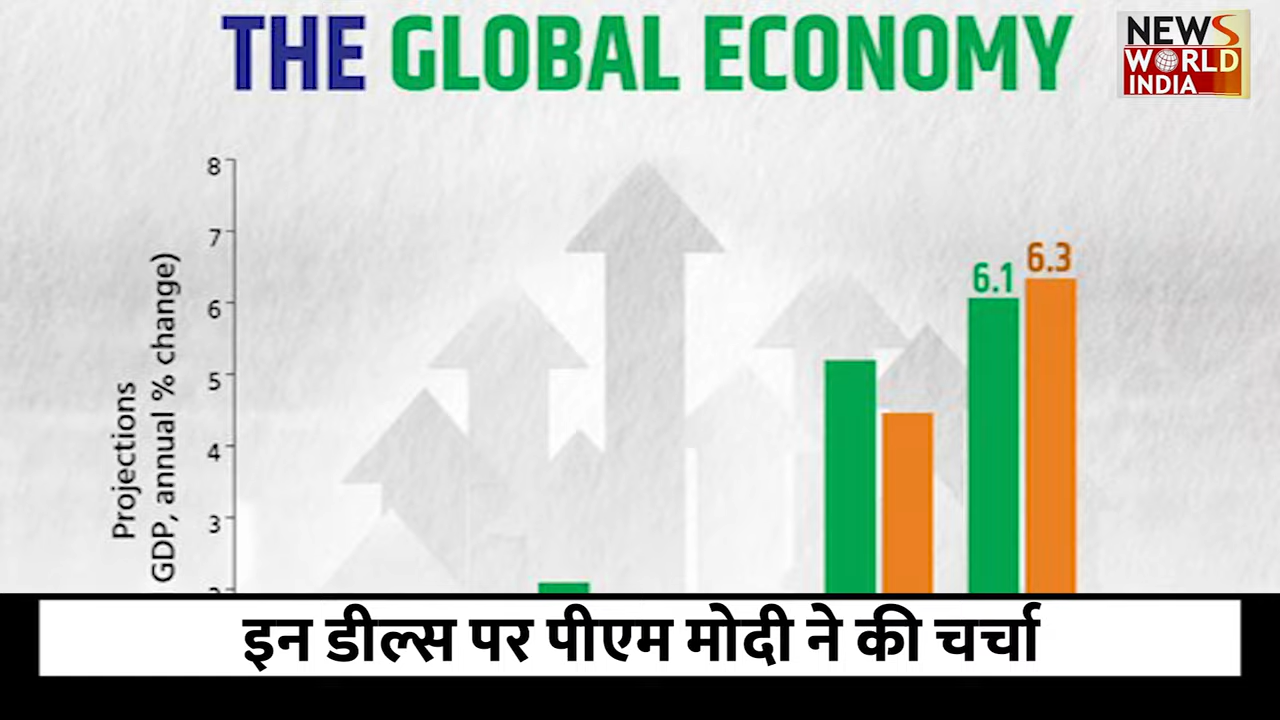 THE GLOBAL ECONOMY
NEWS
WORLD
INDIA
8
7
6
5
4
3
Projections
GDP, annual % change)
6.1
6.3
इन डील्स पर पीएम मोदी ने की चर्चा